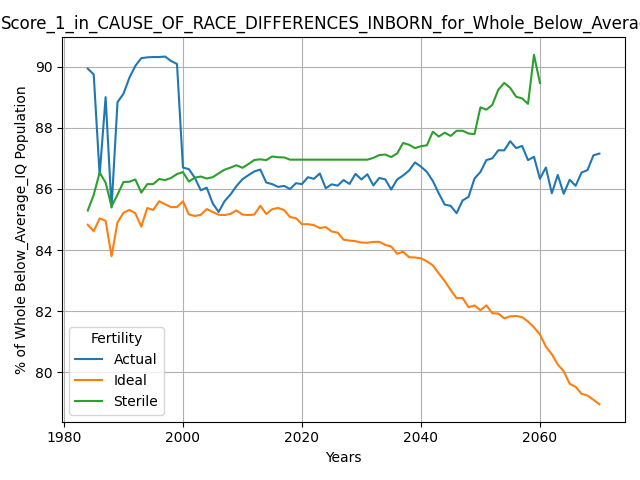 Score_1_in_CAUSE_OF_RACE_DIFFERENCES_INBORN_for_Whole_Below_Avera
% of Whole Below_Average_IQ Population
90
88
86
84
82
80
Fertility
Actual
Ideal
Sterile
1980
2000
2020
2040
2060
Years